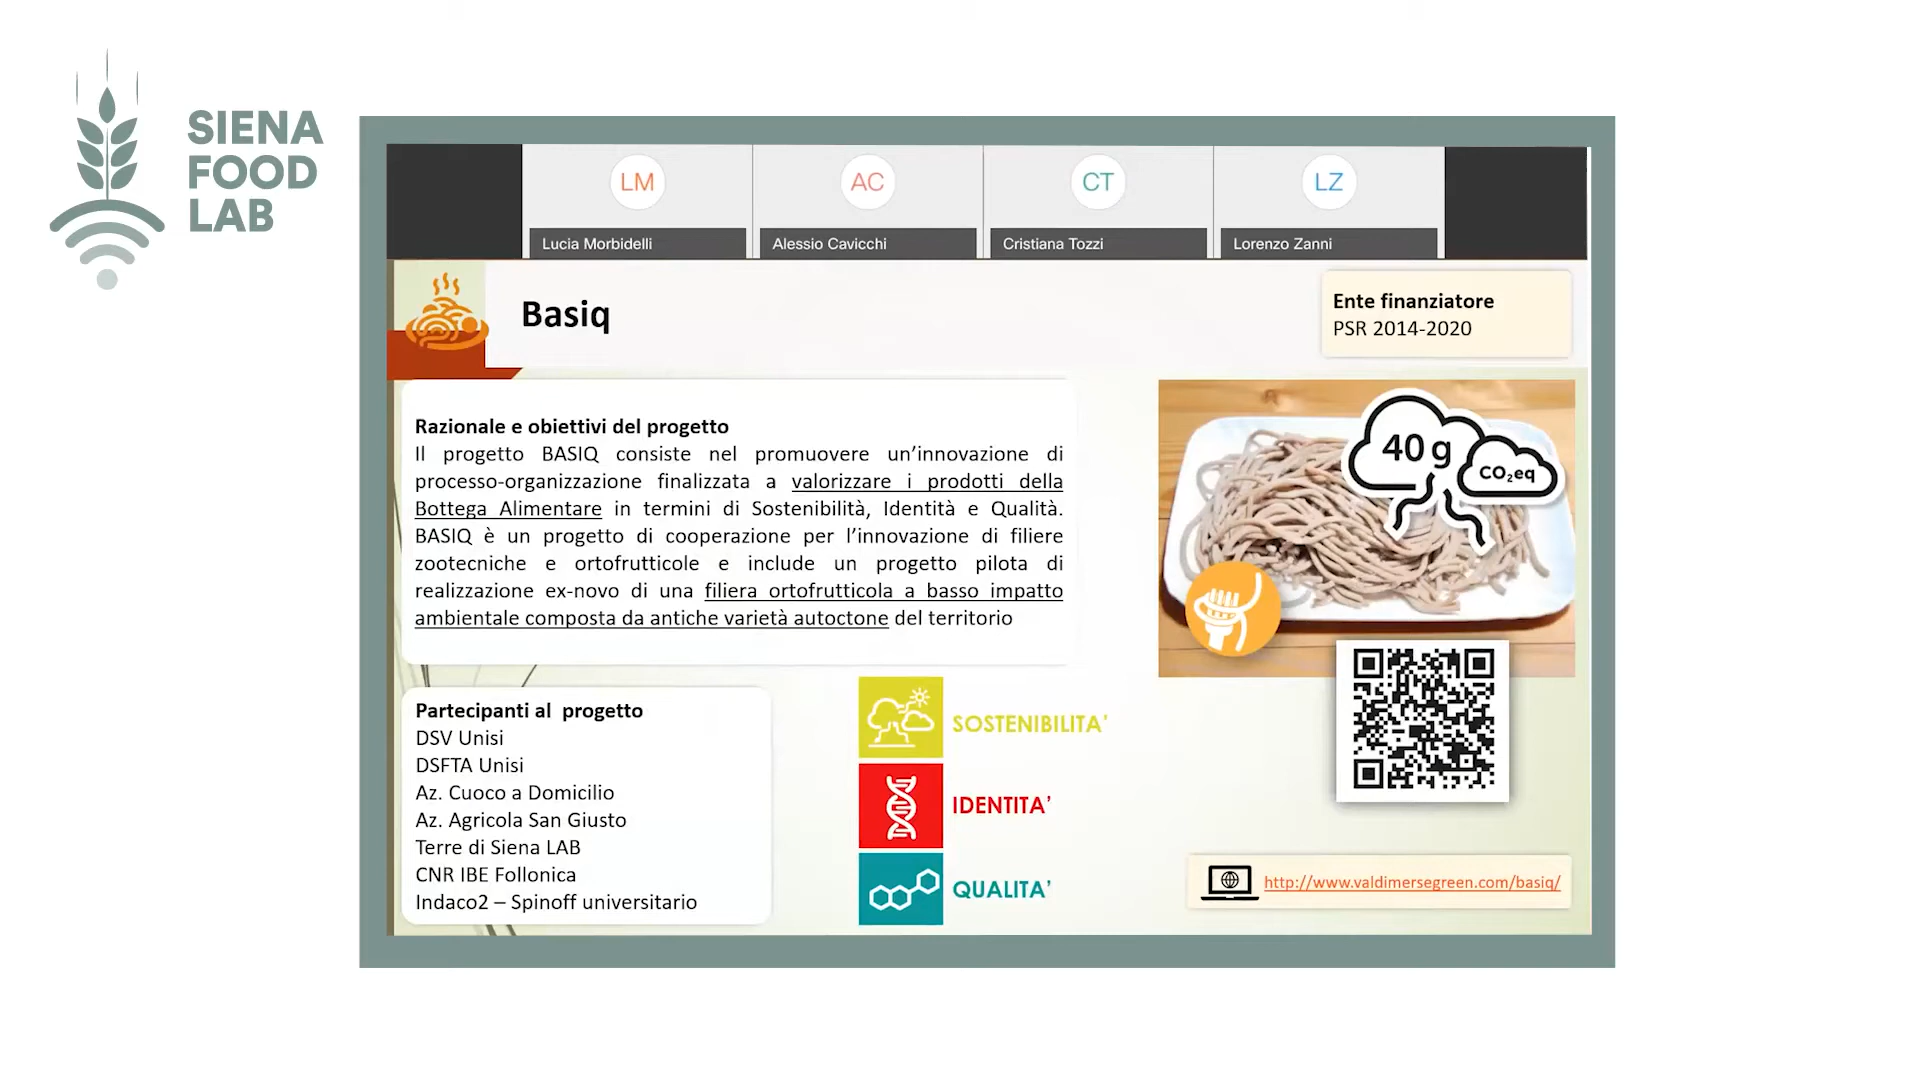 SIENA
FOOD
LAB
LM
AC
CT
LZ
Lucia Morbidelli
Alessio Cavicchi
Cristiana Tozzi
Lorenzo Zanni
Basiq
Ente finanziatore
PSR 2014-2020
Razionale e obiettivi del progetto
Il progetto BASIQ consiste nel promuovere un’innovazione di
processo-organizzazione finalizzata a valorizzare i prodotti della
Bottega Alimentare in termini di Sostenibilità, Identità e Qualità.
BASIQ è un progetto di cooperazione per l’innovazione di filiere
zootecniche e ortofrutticole e include un progetto pilota di
realizzazione ex-novo di una filiera ortofrutticola a basso impatto
ambientale composta da antiche varietà autoctone del territorio
40 g
CO₂eq
Partecipanti al progetto
DSV Unisi
DSFTA Unisi
Az. Cuoco a Domicilio
Az. Agricola San Giusto
Terre di Siena LAB
CNR IBE Follonica
Indaco2 – Spinoff universitario
SOSTENIBILITA’
IDENTITA’
QUALITA’
http://www.valdimersegreen.com/basiq/